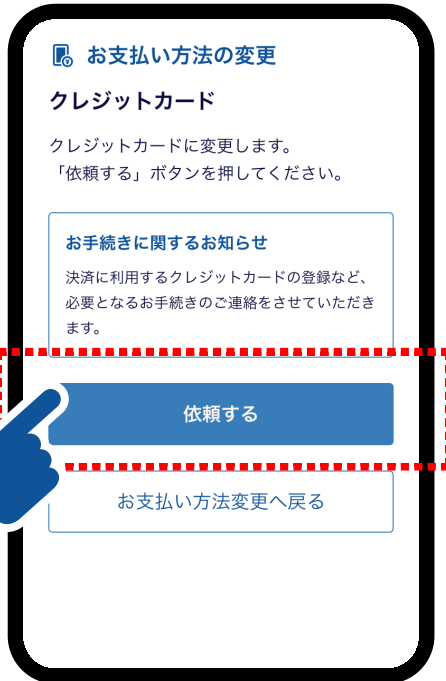 お支払い方法の変更
クレジットカード
クレジットカードに変更します。
「依頼する」ボタンを押してください。
お手続きに関するお知らせ
決済に利用するクレジットカードの登録など、
必要となるお手続きのご連絡をさせていただき
ます。
依頼する
お支払い方法変更へ戻る